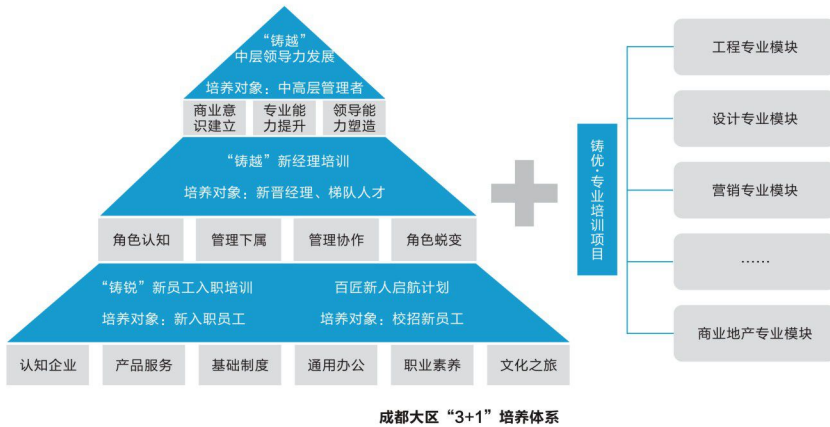 “铸越”
中层领导力发展
培养对象：中高层管理者
商业意
识建立
专业能
力提升
领导能
力塑造
“铸越”新经理培训
培养对象：新晋经理、梯队人才
角色认知
管理下属
管理协作
角色蜕变
“铸锐”新员工入职培训
培养对象：新入职员工
百匠新人启航计划
培养对象：校招新员工
认知企业
产品服务
基础制度
通用办公
职业素养
文化之旅
铸优·专业培训项目
工程专业模块
设计专业模块
营销专业模块
……
商业地产专业模块
成都大区“3+1”培养体系